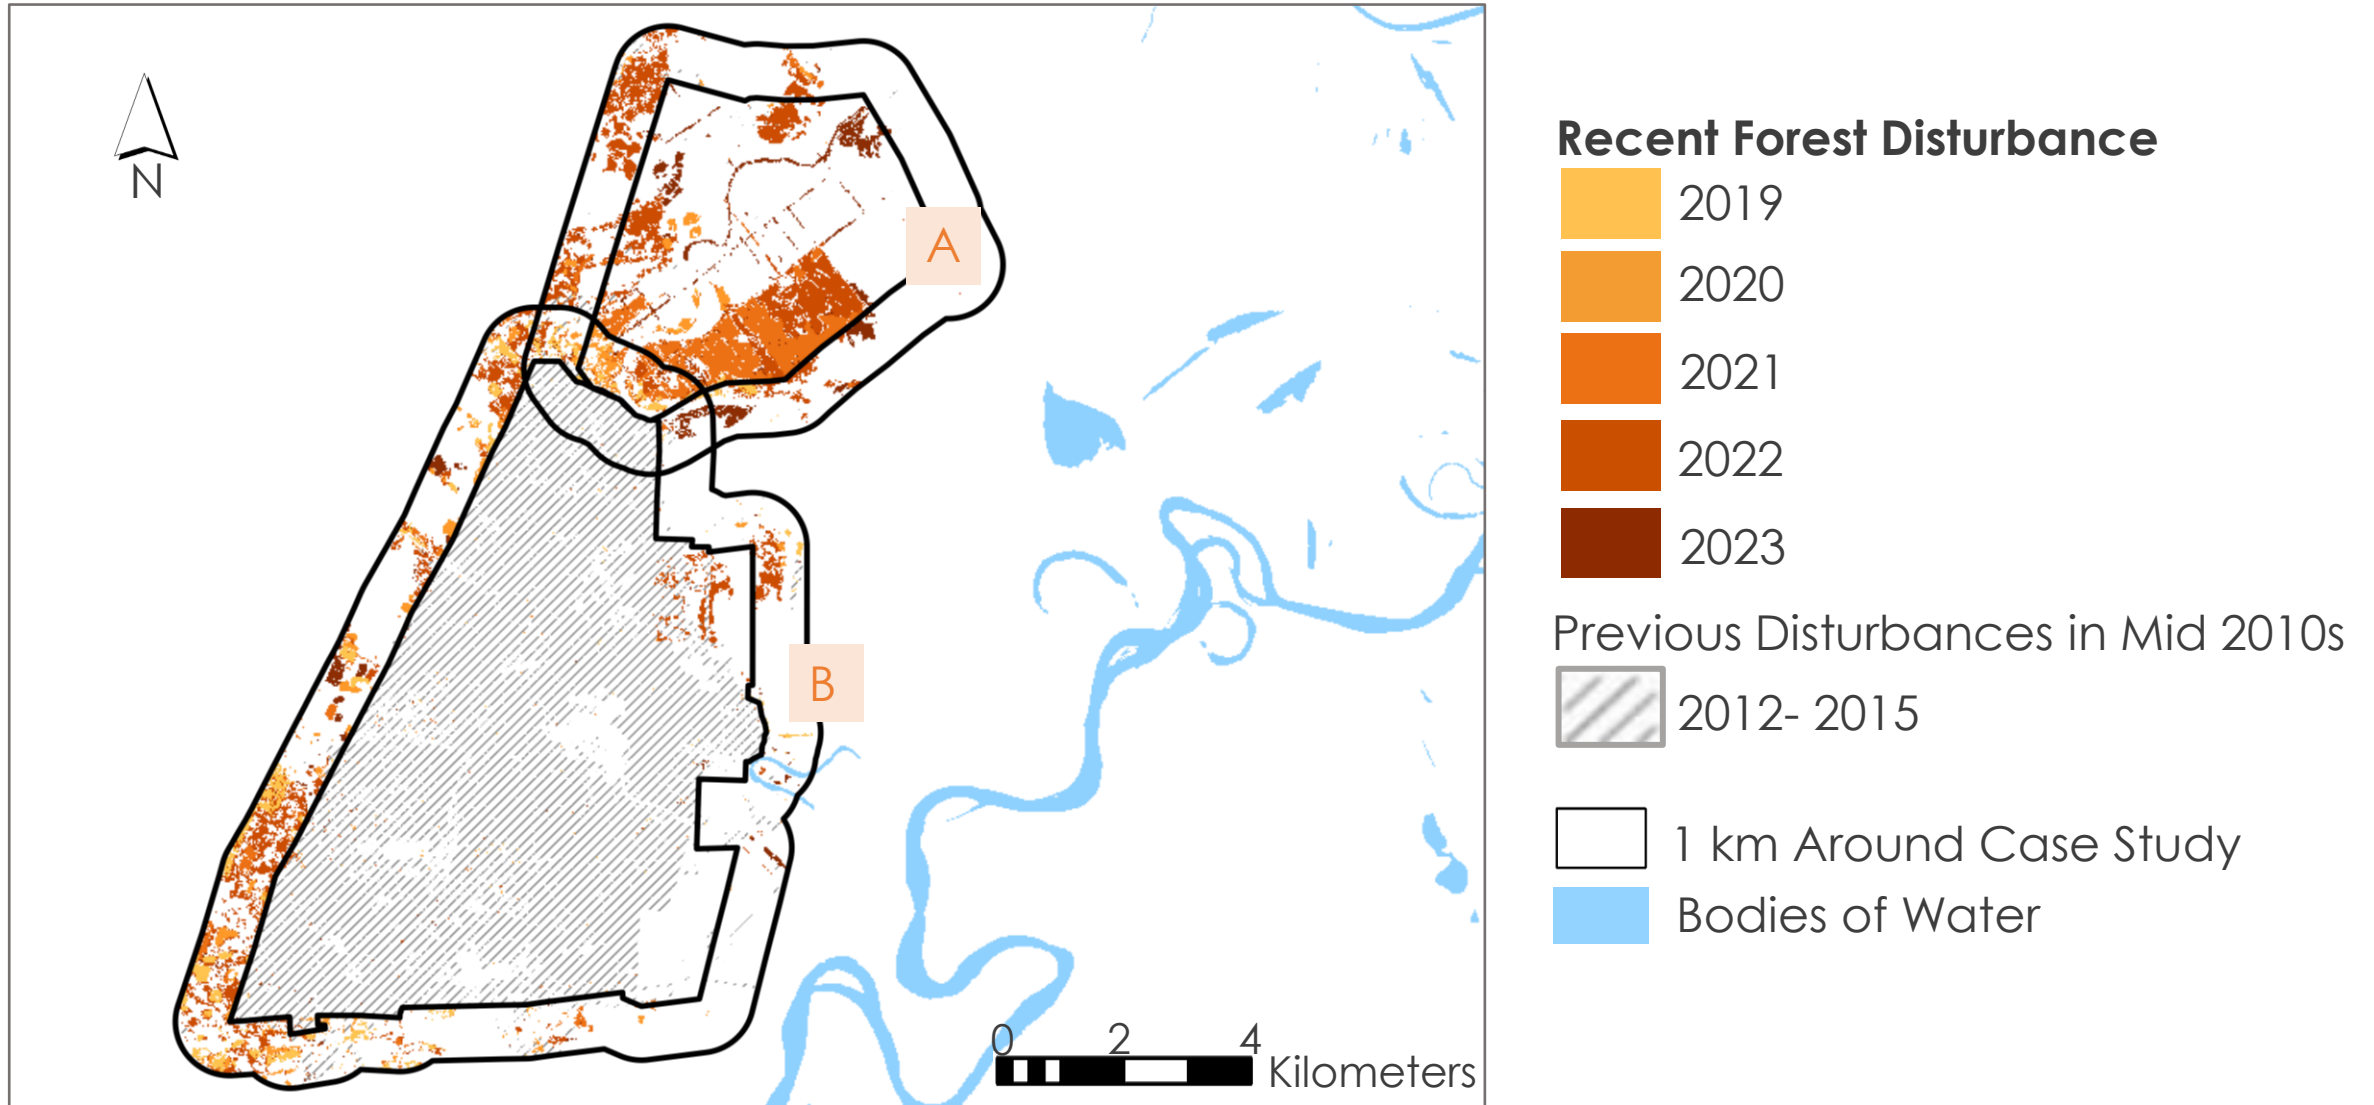 N
A
B
0 2 4
Kilometers
Recent Forest Disturbance
2019
2020
2021
2022
2023
Previous Disturbances in Mid 2010s
2012- 2015
1 km Around Case Study
Bodies of Water